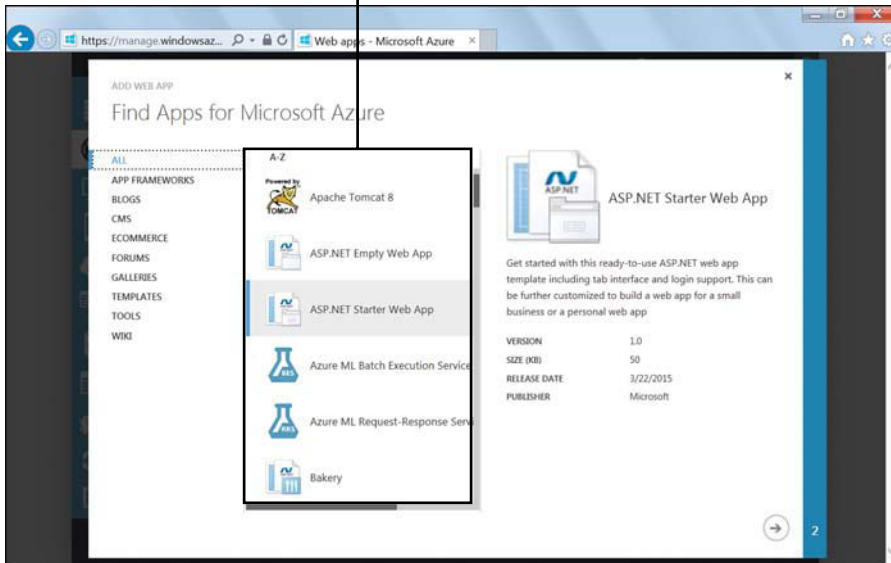 https://manage.windowsaz...
Web apps - Microsoft Azure
ADD WEB APP
Find Apps for Microsoft Azure
ALL
APP FRAMEWORKS
BLOGS
CMS
ECOMMERCE
FORUMS
GALLERIES
TEMPLATES
TOOLS
WIKI
A-Z
Powered by
TOMCAT
Apache Tomcat 8
ASP.NET Empty Web App
ASP.NET Starter Web App
BES
Azure ML Batch Execution Service
RRS
Azure ML Request-Response Servi
Bakery
ASP.NET
ASP.NET Starter Web App
Get started with this ready-to-use ASP.NET web app
template including tab interface and login support. This can
be further customized to build a web app for a small
business or a personal web app
VERSION 1.0
SIZE (KB) 50
RELEASE DATE 3/22/2015
PUBLISHER Microsoft
2